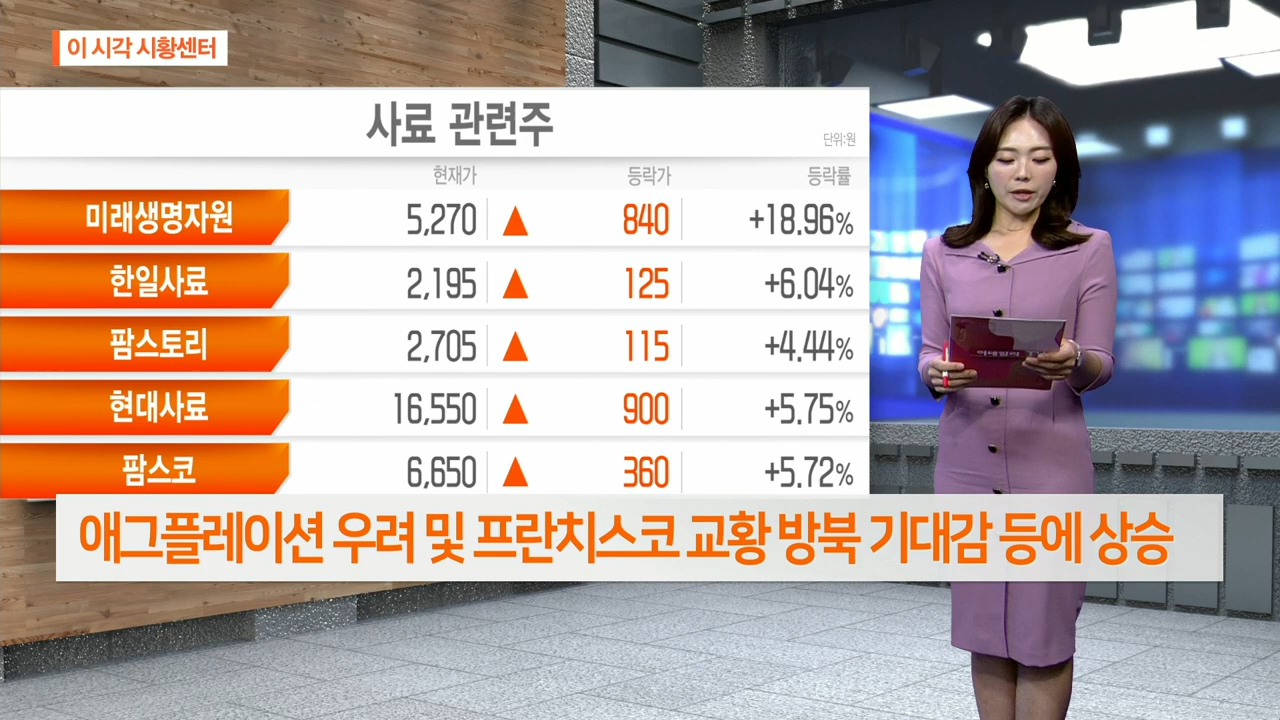 이 시각 시황센터
사료 관련주
단위:원
현재가 등락가 등락률
미래생명자원 5,270 ▲ 840 +18.96%
한일사료 2,195 ▲ 125 +6.04%
팜스토리 2,705 ▲ 115 +4.44%
현대사료 16,550 ▲ 900 +5.75%
팜스코 6,650 ▲ 360 +5.72%
애그플레이션 우려 및 프란치스코 교황 방북 기대감 등에 상승